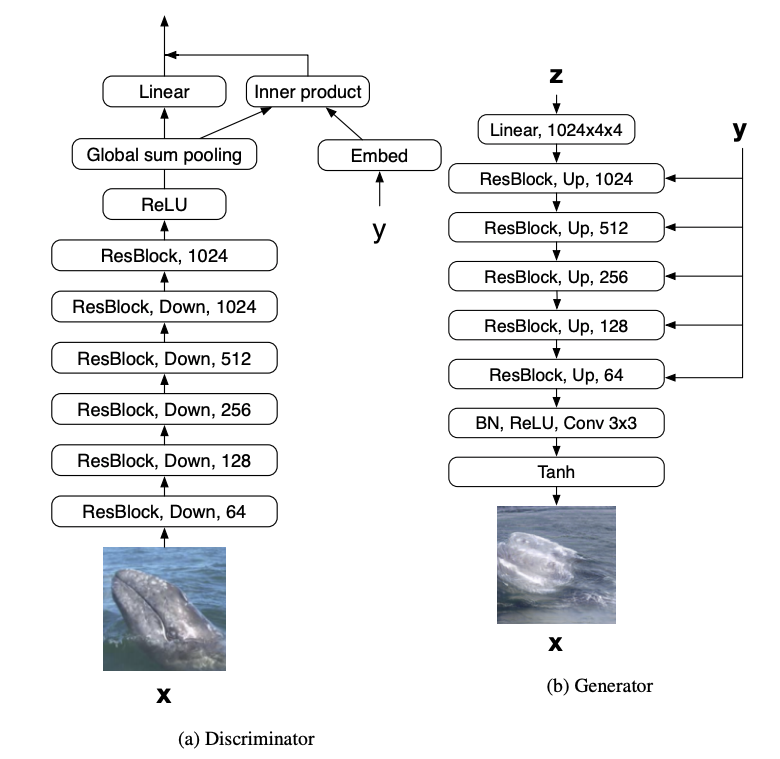 Linear
Inner product
Global sum pooling
Embed
ReLU
y
ResBlock, 1024
ResBlock, Down, 1024
ResBlock, Down, 512
ResBlock, Down, 256
ResBlock, Down, 128
ResBlock, Down, 64
x
(a) Discriminator
z
Linear, 1024x4x4
y
ResBlock, Up, 1024
ResBlock, Up, 512
ResBlock, Up, 256
ResBlock, Up, 128
ResBlock, Up, 64
BN, ReLU, Conv 3x3
Tanh
x
(b) Generator